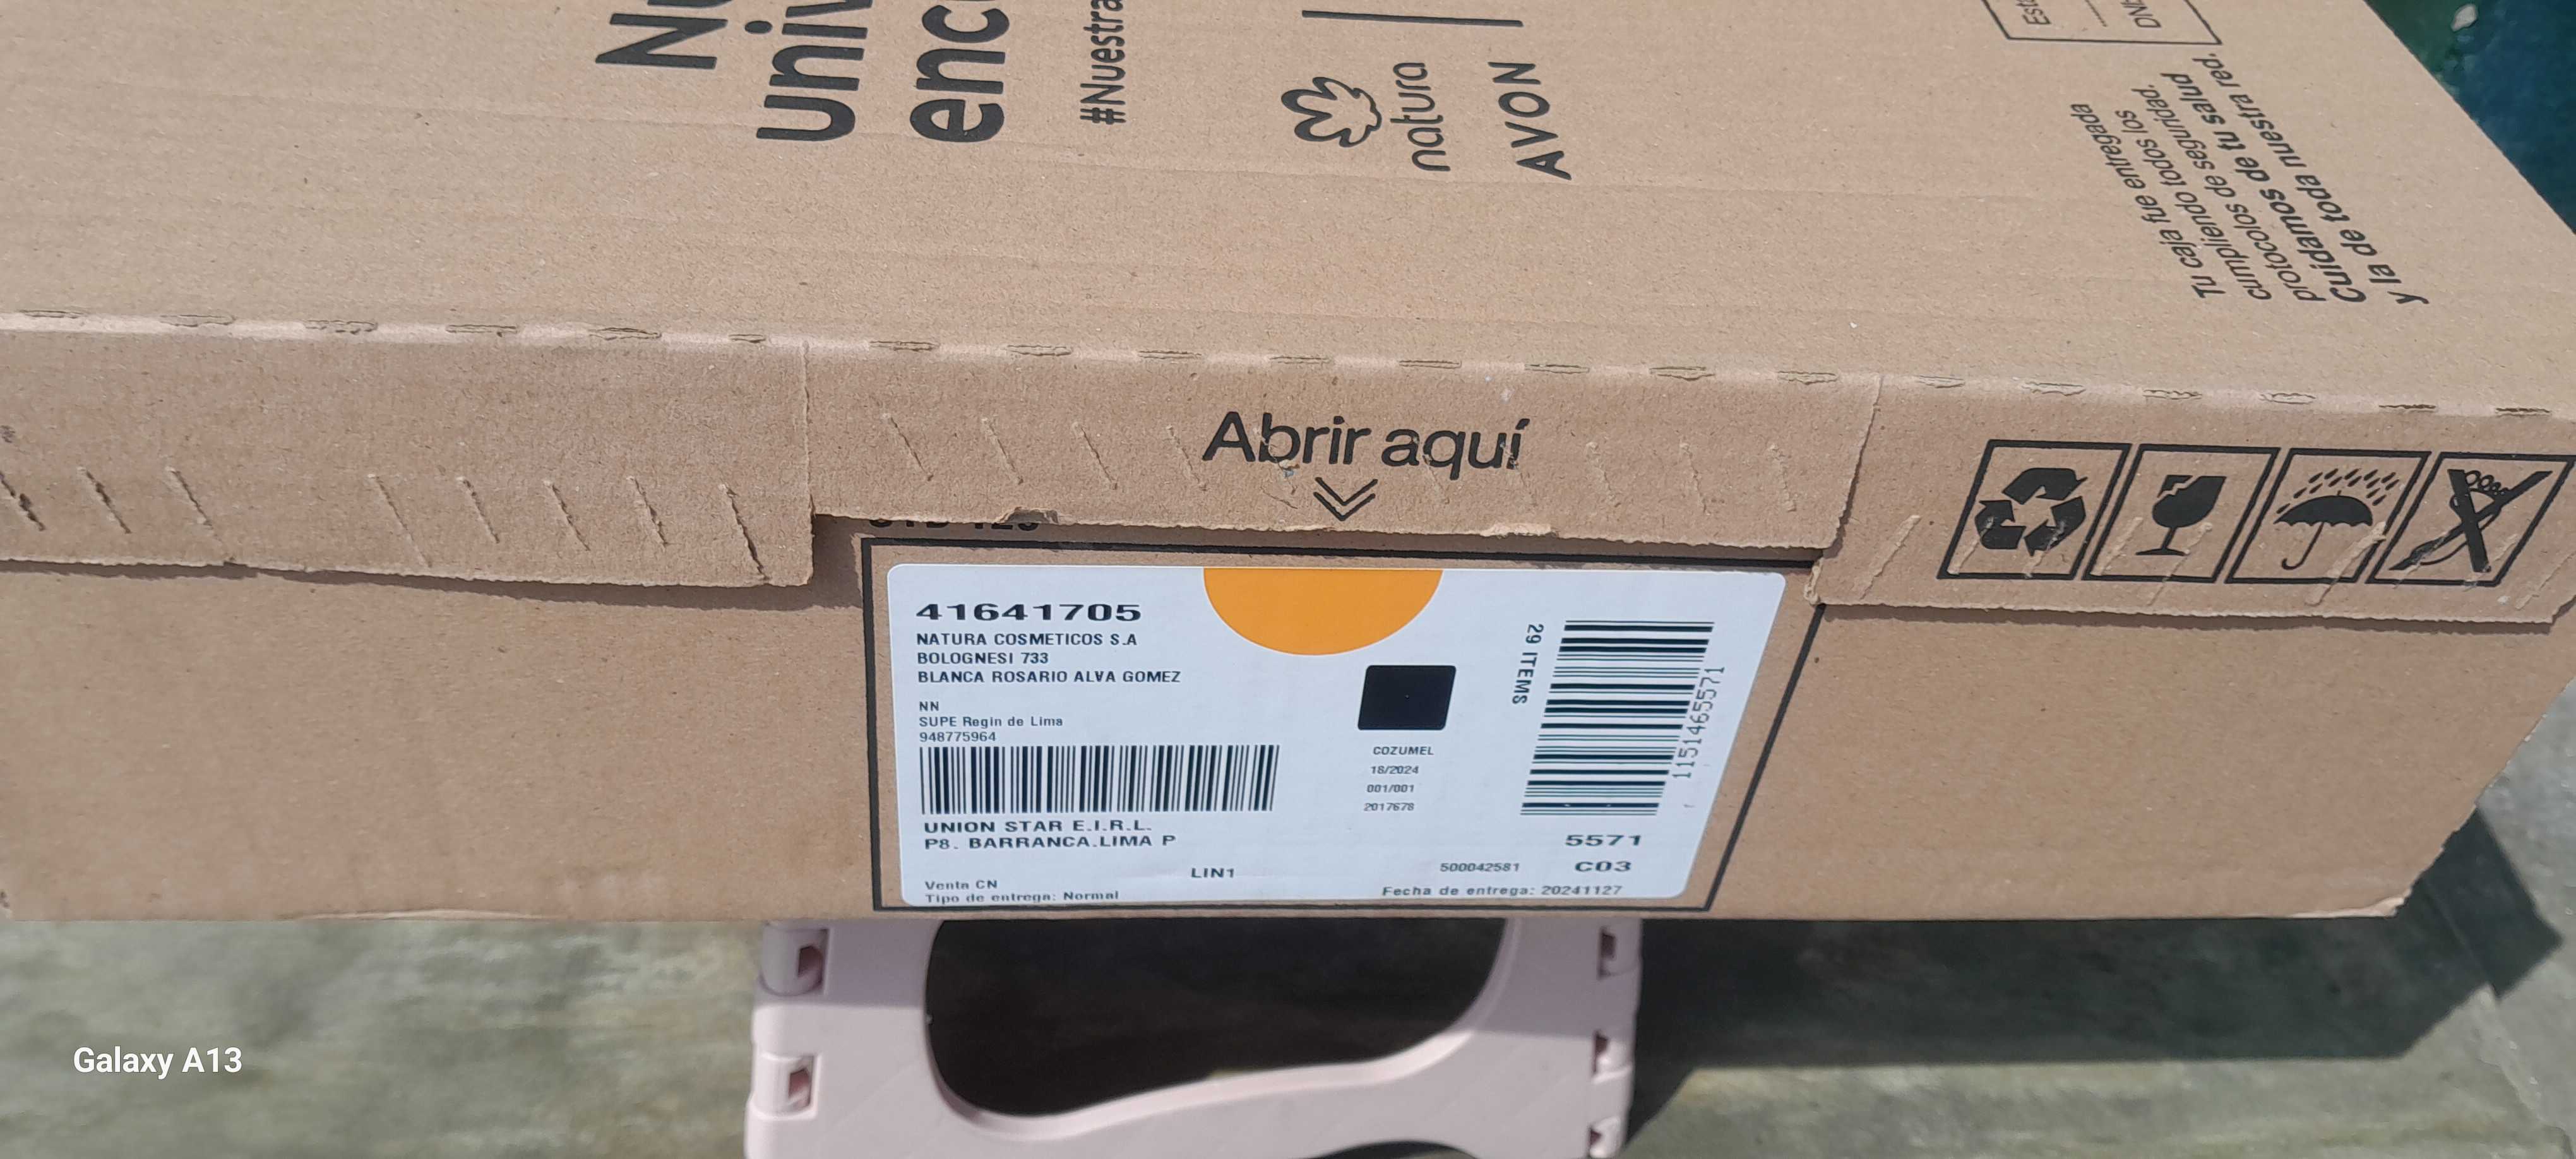 #Nuestra
natura
AVON
Tu caja fue entregada
cumpliendo todos los
protocolos de seguridad.
Cuidamos de tu salud
y la de toda nuestra red.
Abrir aquí
41641705
NATURA COSMETICOS S.A
BOLOGNESI 733
BLANCA ROSARIO ALVA GOMEZ
NN
SUPE Regin de Lima
948775964
UNION STAR E.I.R.L.
P8. BARRANCA.LIMA P
LIN1
Venta CN
Tipo de entrega: Normal
COZUMEL
18/2024
001/001
2017678
29 ITEMS
1151465571
5571
500042581
C03
Fecha de entrega: 20241127
Galaxy A13